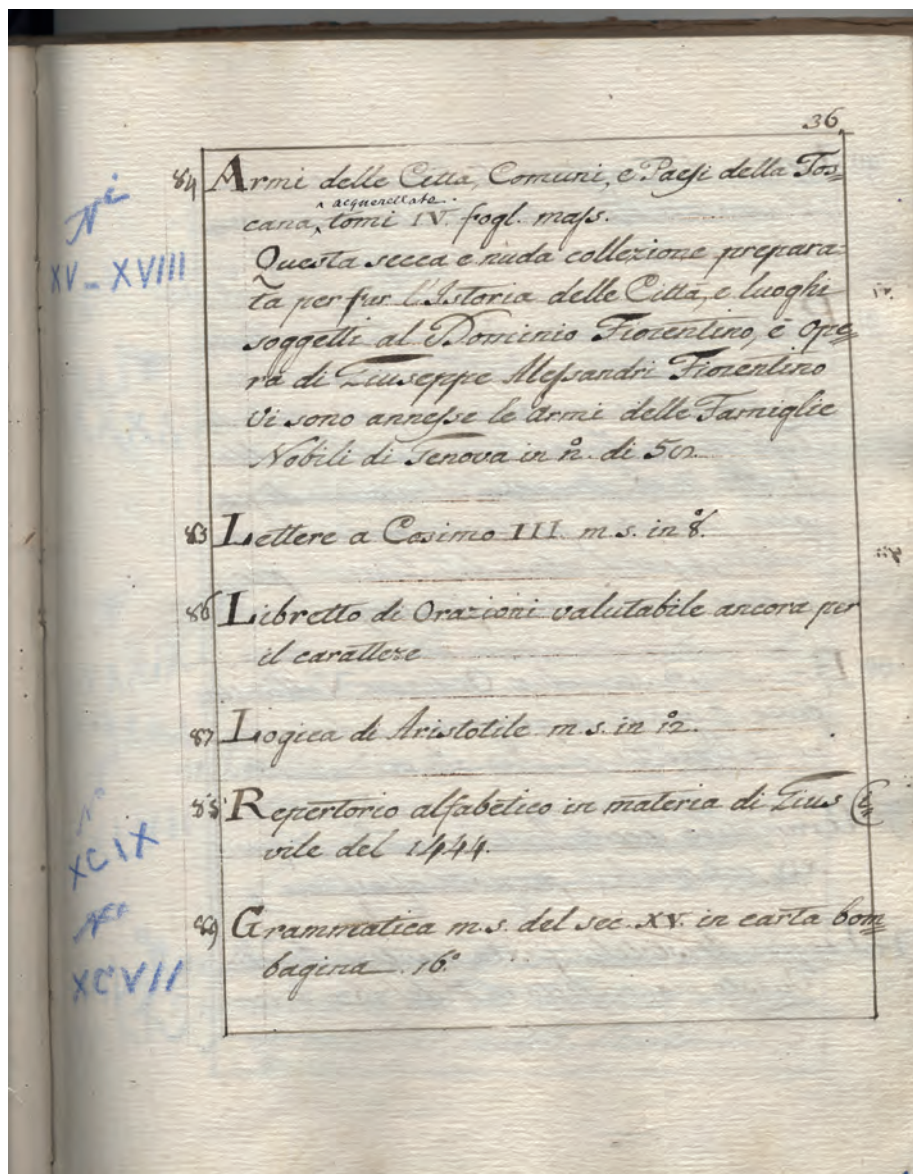 36
84 Armi delle Città, Comuni, e Paesi della Tos=
acquerellate
cana, tomi IV. fogl. mass.
Questa secca e nuda collezione prepara=
ta per far l'Istoria delle Città, e luoghi
soggetti al Dominio Fiorentino, è ope=
ra di Giuseppe Alessandri Fiorentino
Vi sono annesse le armi delle Famiglie
Nobili di Genova in n. di
Ni
XV - XVIII
85 Lettere a Cosimo III. m.s. in 8.º
86 Libretto di Orazioni valutabile ancora per
il carattere
87 Logica di Aristotile m.s. in 12.º
88 Repertorio alfabetico in materia di Gius Ci=
vile del 1444.
Nº
XCIX
89 Grammatica m.s. del sec. XV. in carta bom=
bagina 16.º
Nº
XCVII